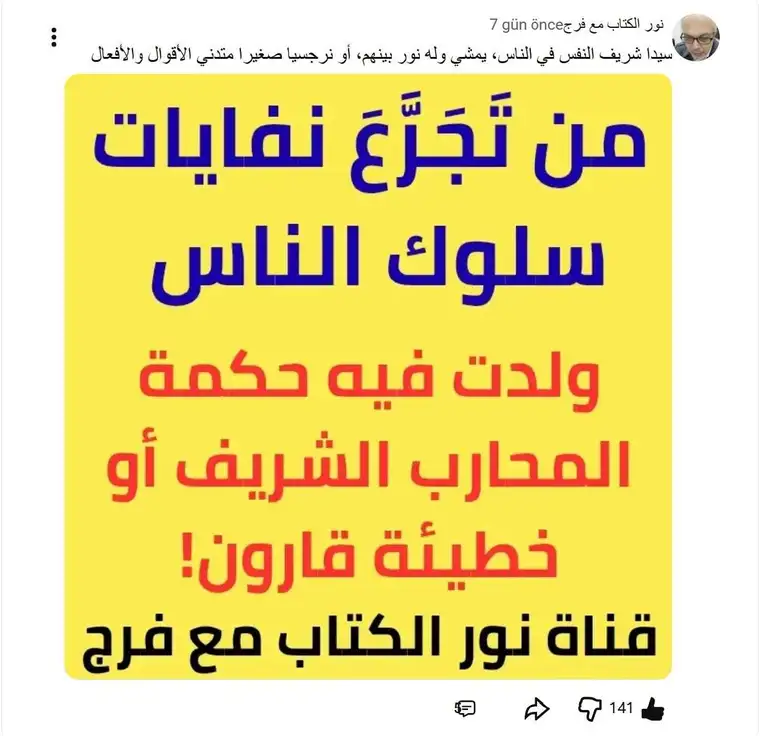 نور الكتاب مع فرج 7 gün önce
سيدا شريف النفس في الناس، يمشي وله نور بينهم، أو نرجسيا صغيرا متدني الأقوال والأفعال
من تَجَرَّعَ نفايات
سلوك الناس
ولدت فيه حكمة
المحارب الشريف أو
خطيئة قارون!
قناة نور الكتاب مع فرج
141